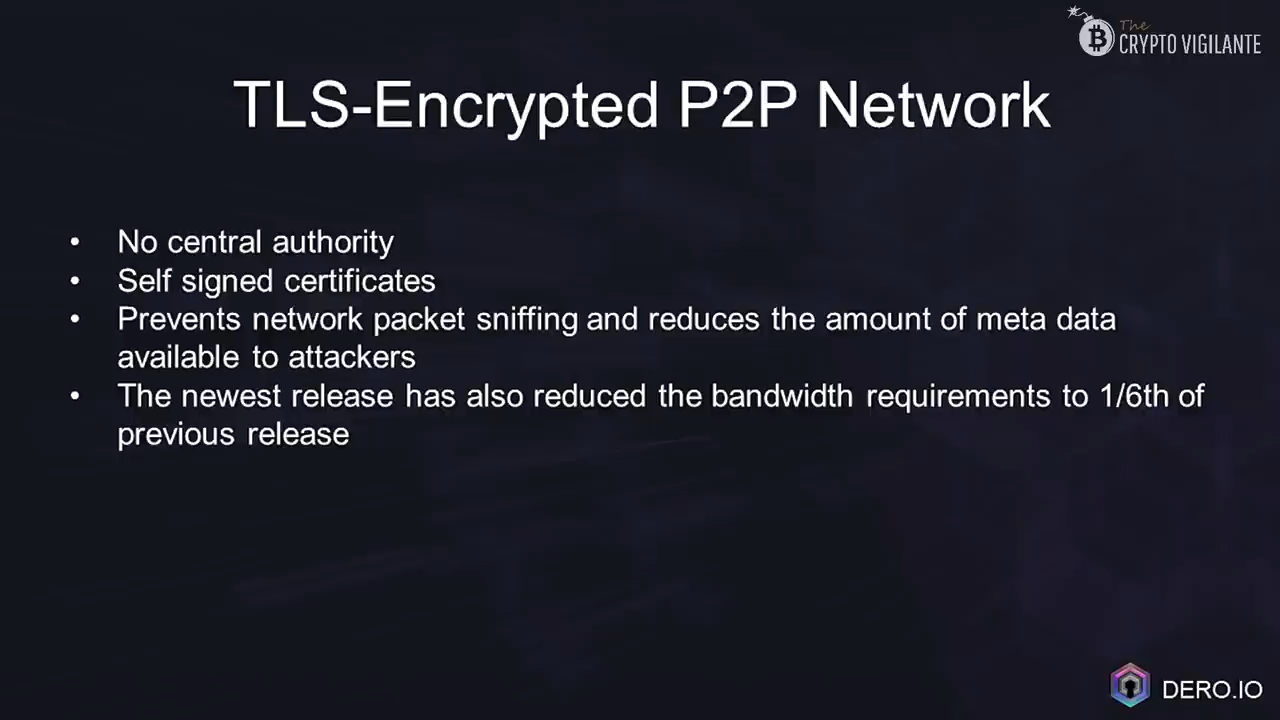 The
CRYPTO VIGILANTE
TLS-Encrypted P2P Network
• No central authority
• Self signed certificates
• Prevents network packet sniffing and reduces the amount of meta data
available to attackers
• The newest release has also reduced the bandwidth requirements to 1/6th of
previous release
DERO.IO